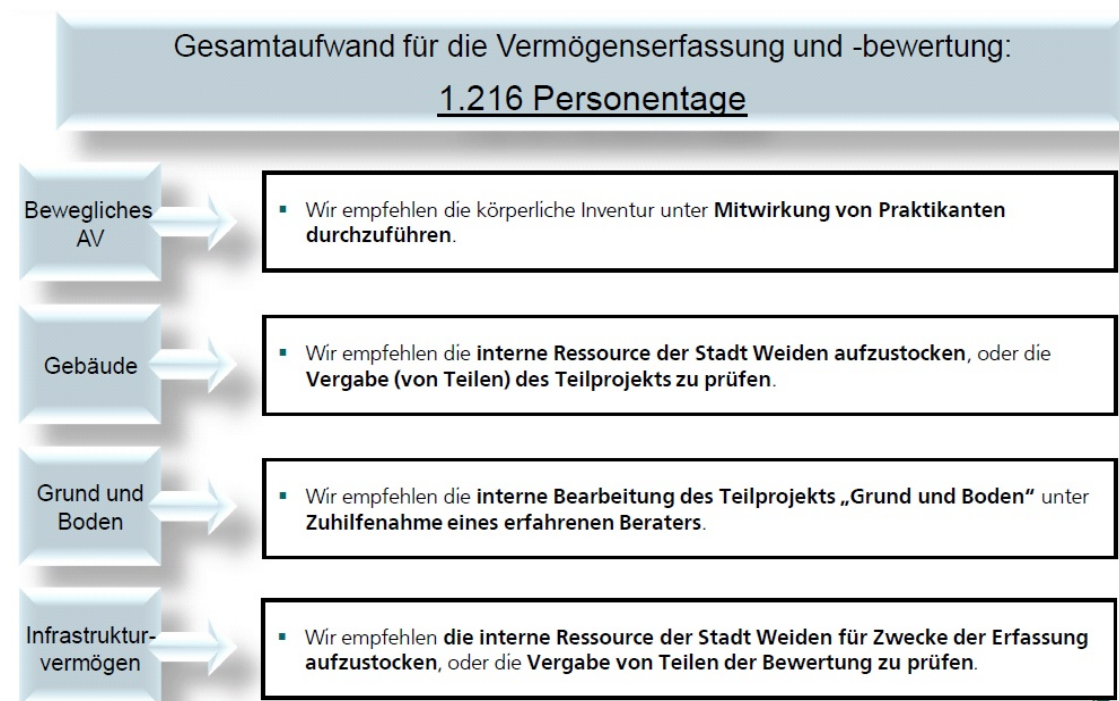 Gesamtaufwand für die Vermögenserfassung und -bewertung:
1.216 Personentage
Bewegliches
AV
▪ Wir empfehlen die körperliche Inventur unter Mitwirkung von Praktikanten
durchzuführen.
Gebäude
▪ Wir empfehlen die interne Ressource der Stadt Weiden aufzustocken, oder die
Vergabe (von Teilen) des Teilprojekts zu prüfen.
Grund und
Boden
▪ Wir empfehlen die interne Bearbeitung des Teilprojekts „Grund und Boden“ unter
Zuhilfenahme eines erfahrenen Beraters.
Infrastruktur-
vermögen
▪ Wir empfehlen die interne Ressource der Stadt Weiden für Zwecke der Erfassung
aufzustocken, oder die Vergabe von Teilen der Bewertung zu prüfen.